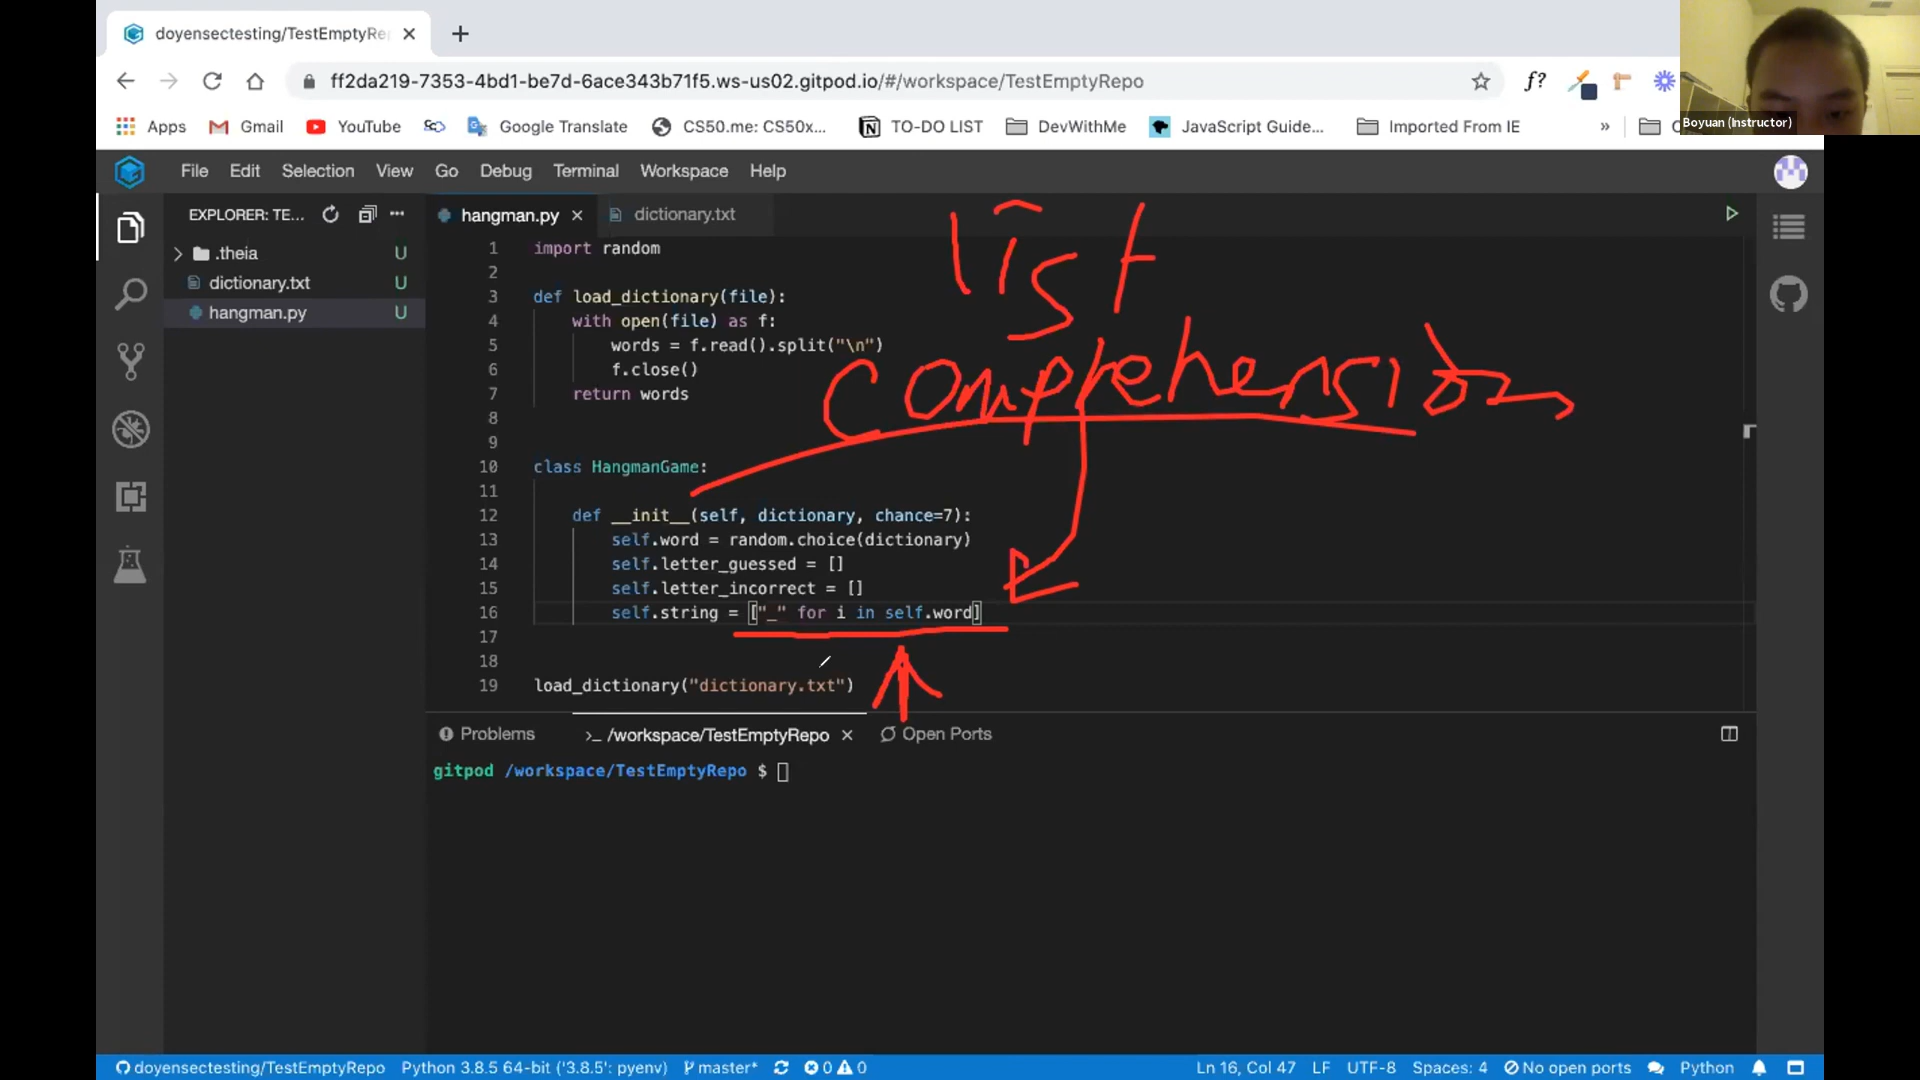 doyensectesting/TestEmptyRe
ff2da219-7353-4bd1-be7d-6ace343b71f5.ws-us02.gitpod.io/#/workspace/TestEmptyRepo
f?
Boyuan (Instructor)
Apps Gmail YouTube Google Translate CS50.me: CS50x... TO-DO LIST DevWithMe JavaScript Guide... Imported From IE »
File Edit Selection View Go Debug Terminal Workspace Help
EXPLORER: TE... hangman.py dictionary.txt
.theia U
dictionary.txt U
hangman.py U
list
comprehension
1 import random
2
3 def load_dictionary(file):
4 with open(file) as f:
5 words = f.read().split("\n")
6 f.close()
7 return words
8
9
10 class HangmanGame:
11
12 def __init__(self, dictionary, chance=7):
13 self.word = random.choice(dictionary)
14 self.letter_guessed = []
15 self.letter_incorrect = []
16 self.string = ["_" for i in self.word]
17
18
19 load_dictionary("dictionary.txt")
Problems >_ /workspace/TestEmptyRepo Open Ports
gitpod /workspace/TestEmptyRepo $
doyensectesting/TestEmptyRepo Python 3.8.5 64-bit ('3.8.5': pyenv) master* 0 0 Ln 16, Col 47 LF UTF-8 Spaces: 4 No open ports Python